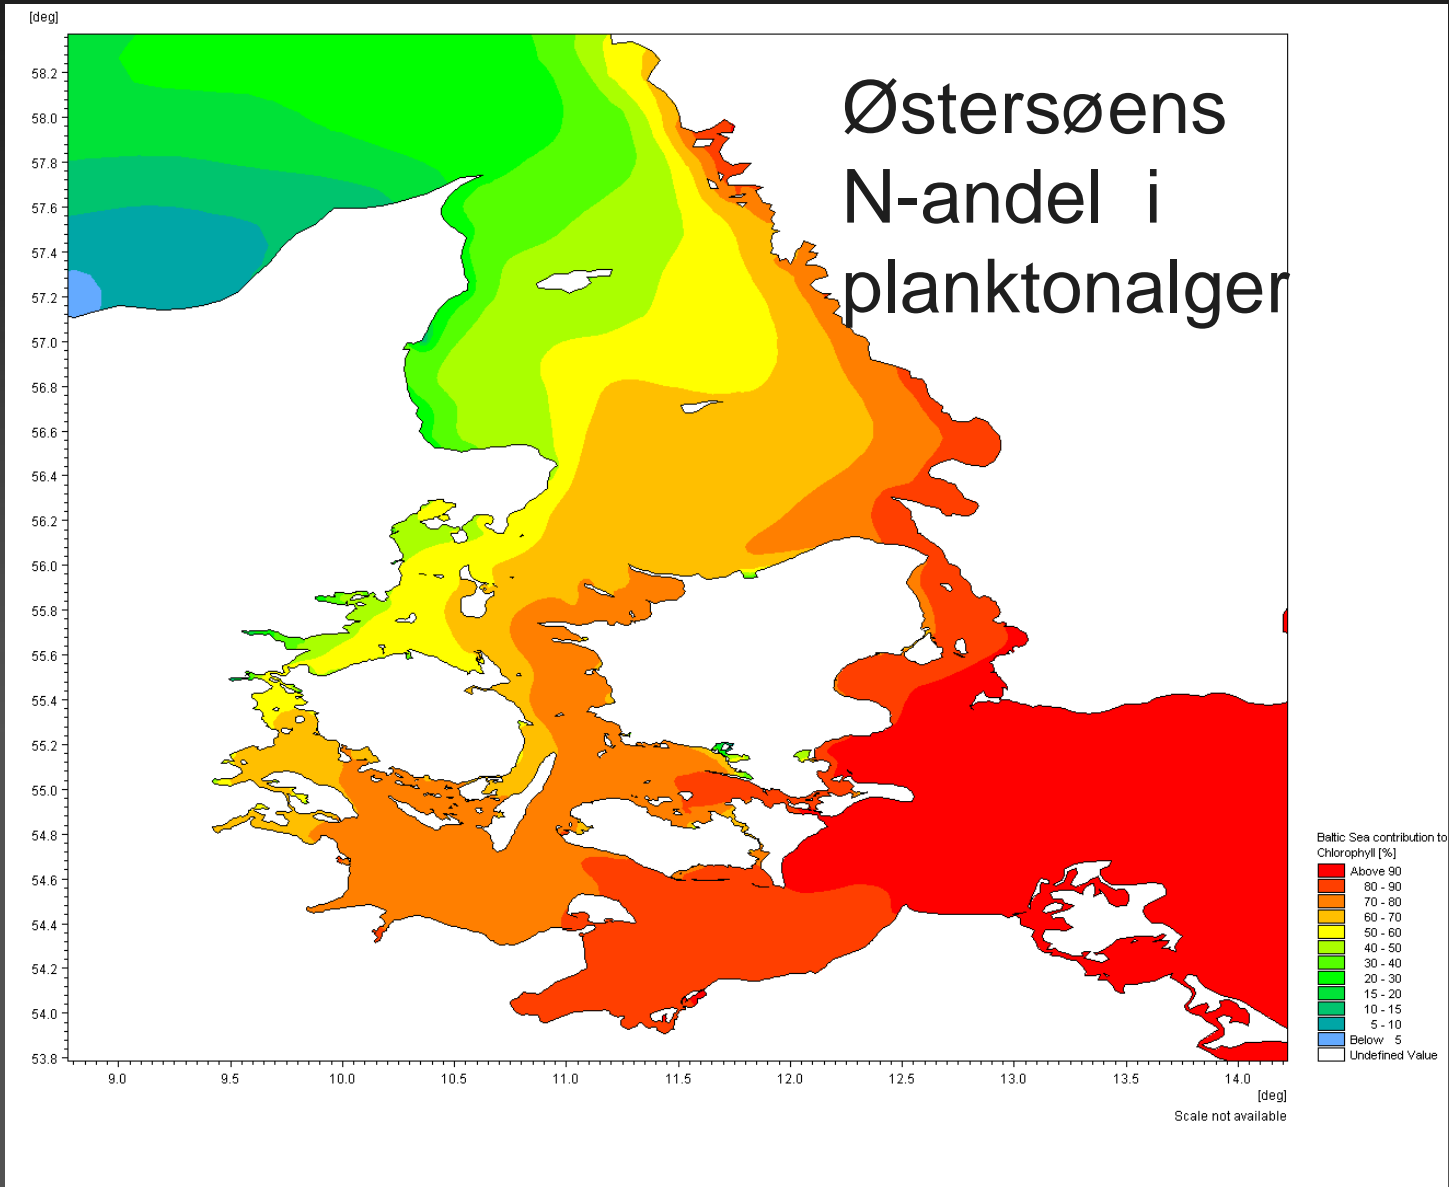 [deg]
Østersøens
N-andel i
planktonalger
58.2
58.0
57.8
57.6
57.4
57.2
57.0
56.8
56.6
56.4
56.2
56.0
55.8
55.6
55.4
55.2
55.0
54.8
54.6
54.4
54.2
54.0
53.8
9.0 9.5 10.0 10.5 11.0 11.5 12.0 12.5 13.0 13.5 14.0
[deg]
Scale not available
Baltic Sea contribution to
Chlorophyll [%]
Above 90
80 - 90
70 - 80
60 - 70
50 - 60
40 - 50
30 - 40
20 - 30
15 - 20
10 - 15
5 - 10
Below 5
Undefined Value